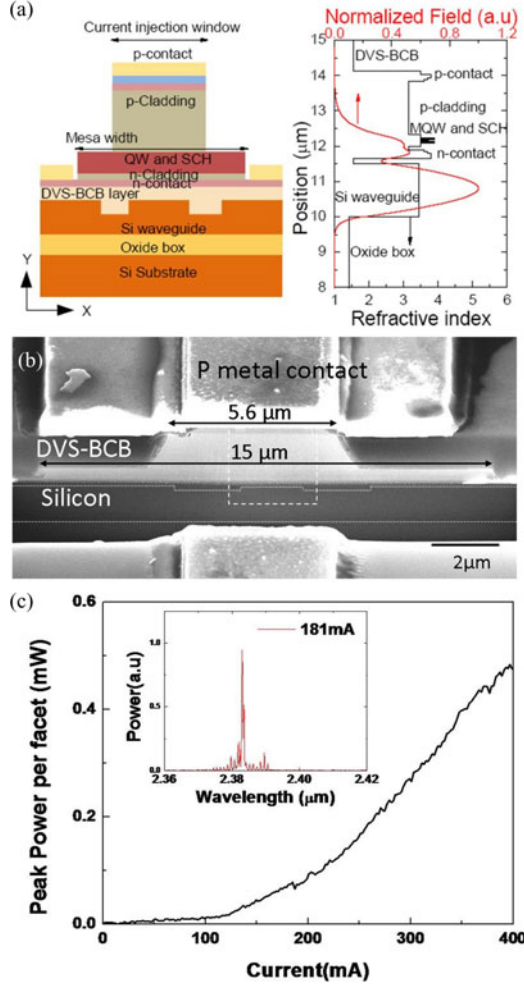 (a)
Current injection window
p-contact
p-Cladding
Mesa width
QW and SCH
n-Cladding
n-contact
DVS-BCB layer
Si waveguide
Oxide box
Si Substrate
Y
X
Normalized Field (a.u)
0.0 0.3 0.6 0.9 1.2
15
14
13
12
11
10
9
8
Position (μm)
DVS-BCB
p-contact
p-cladding
MQW and SCH
n-contact
Si waveguide
Oxide box
1 2 3 4 5 6
Refractive index
(b)
P metal contact
5.6 μm
DVS-BCB
15 μm
Silicon
2μm
(c)
Peak Power per facet (mW)
0.6
0.4
0.2
0.0
0 100 200 300 400
Current(mA)
181mA
Power(a.u)
1.0
0.5
0.0
2.36 2.38 2.40 2.42
Wavelength (μm)